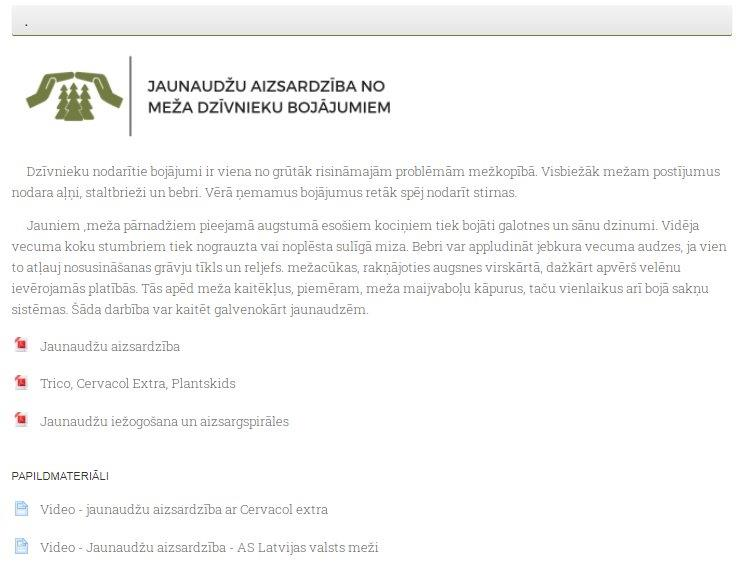 .
JAUNAUDŽU AIZSARDZĪBA NO
MEŽA DZĪVNIEKU BOJĀJUMIEM
Dzīvnieku nodarītie bojājumi ir viena no grūtāk risināmajām problēmām mežkopībā. Visbiežāk mežam postījumus
nodara aļņi, staltbrieži un bebri. Vērā ņemamus bojājumus retāk spēj nodarīt stirnas.
Jauniem ,meža pārnadžiem pieejamā augstumā esošiem kociņiem tiek bojāti galotnes un sānu dzinumi. Vidēja
vecuma koku stumbriem tiek nograuzta vai noplēsta sulīgā miza. Bebri var appludināt jebkura vecuma audzes, ja vien
to atļauj nosusināšanas grāvju tīkls un reljefs. mežacūkas, rakņājoties augsnes virskārtā, dažkārt apvērš velēnu
ievērojamās platībās. Tās apēd meža kaitēkļus, piemēram, meža maijvaboļu kāpurus, taču vienlaikus arī bojā sakņu
sistēmas. Šāda darbība var kaitēt galvenokārt jaunaudzēm.
Jaunaudžu aizsardzība
Trico, Cervacol Extra, Plantskids
Jaunaudžu iežogošana un aizsargspirāles
PAPILDMATERIĀLI
Video - jaunaudžu aizsardzība ar Cervacol extra
Video - Jaunaudžu aizsardzība - AS Latvijas valsts meži